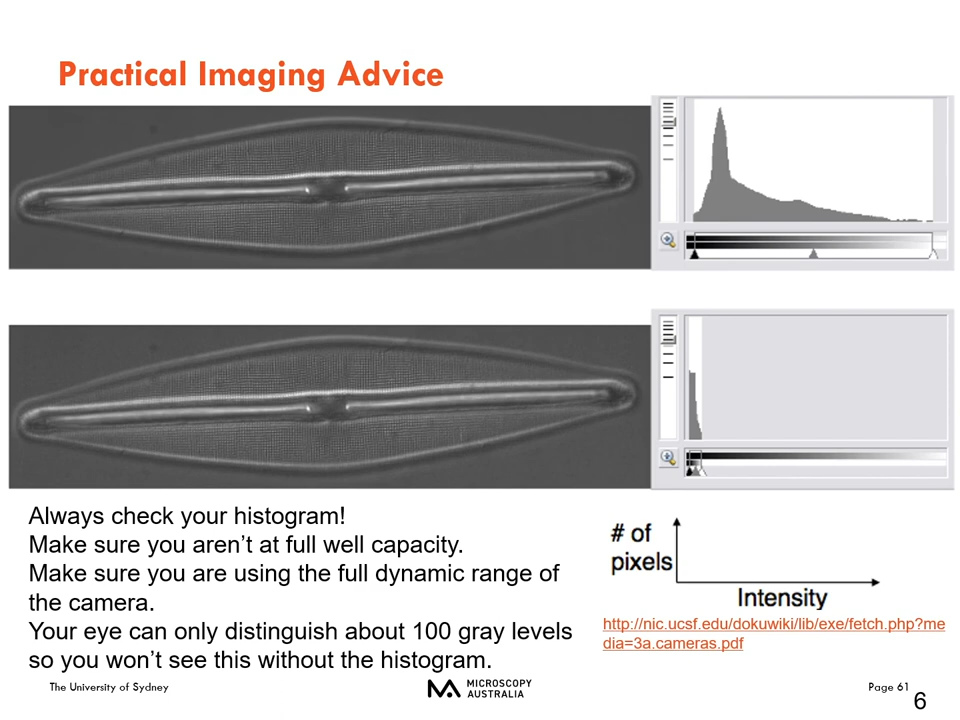 Practical Imaging Advice
Always check your histogram!
Make sure you aren’t at full well capacity.
Make sure you are using the full dynamic range of
the camera.
Your eye can only distinguish about 100 gray levels
so you won’t see this without the histogram.
# of
pixels
Intensity
http://nic.ucsf.edu/dokuwiki/lib/exe/fetch.php?me
dia=3a.cameras.pdf
The University of Sydney
MICROSCOPY
AUSTRALIA
Page 61
6